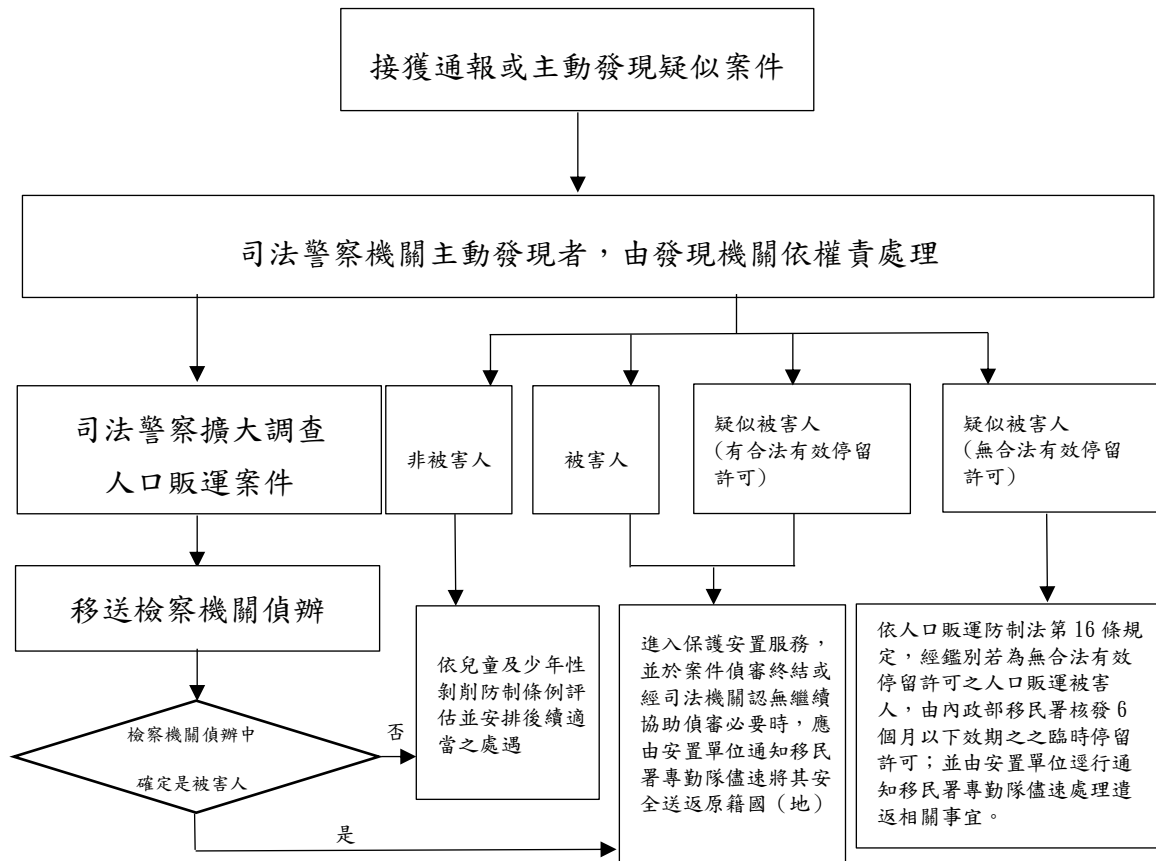 接獲通報或主動發現疑似案件
司法警察機關主動發現者，由發現機關依權責處理
司法警察擴大調查
人口販運案件
非被害人
被害人
疑似被害人
(有合法有效停留
許可)
疑似被害人
(無合法有效停留
許可)
移送檢察機關偵辦
依兒童及少年性
剝削防制條例評
估並安排後續適
當之處遇
進入保護安置服務，
並於案件偵審終結或
經司法機關認無繼續
協助偵審必要時，應
由安置單位通知移民
署專勤隊儘速將其安
全送返原籍國（地）
依人口販運防制法第 16 條規
定，經鑑別若為無合法有效
停留許可之人口販運被害
人，由內政部移民署核發 6
個月以下效期之之臨時停留
許可；並由安置單位逕行通
知移民署專勤隊儘速處理遣
返相關事宜。
檢察機關偵辦中
確定是被害人
否
是